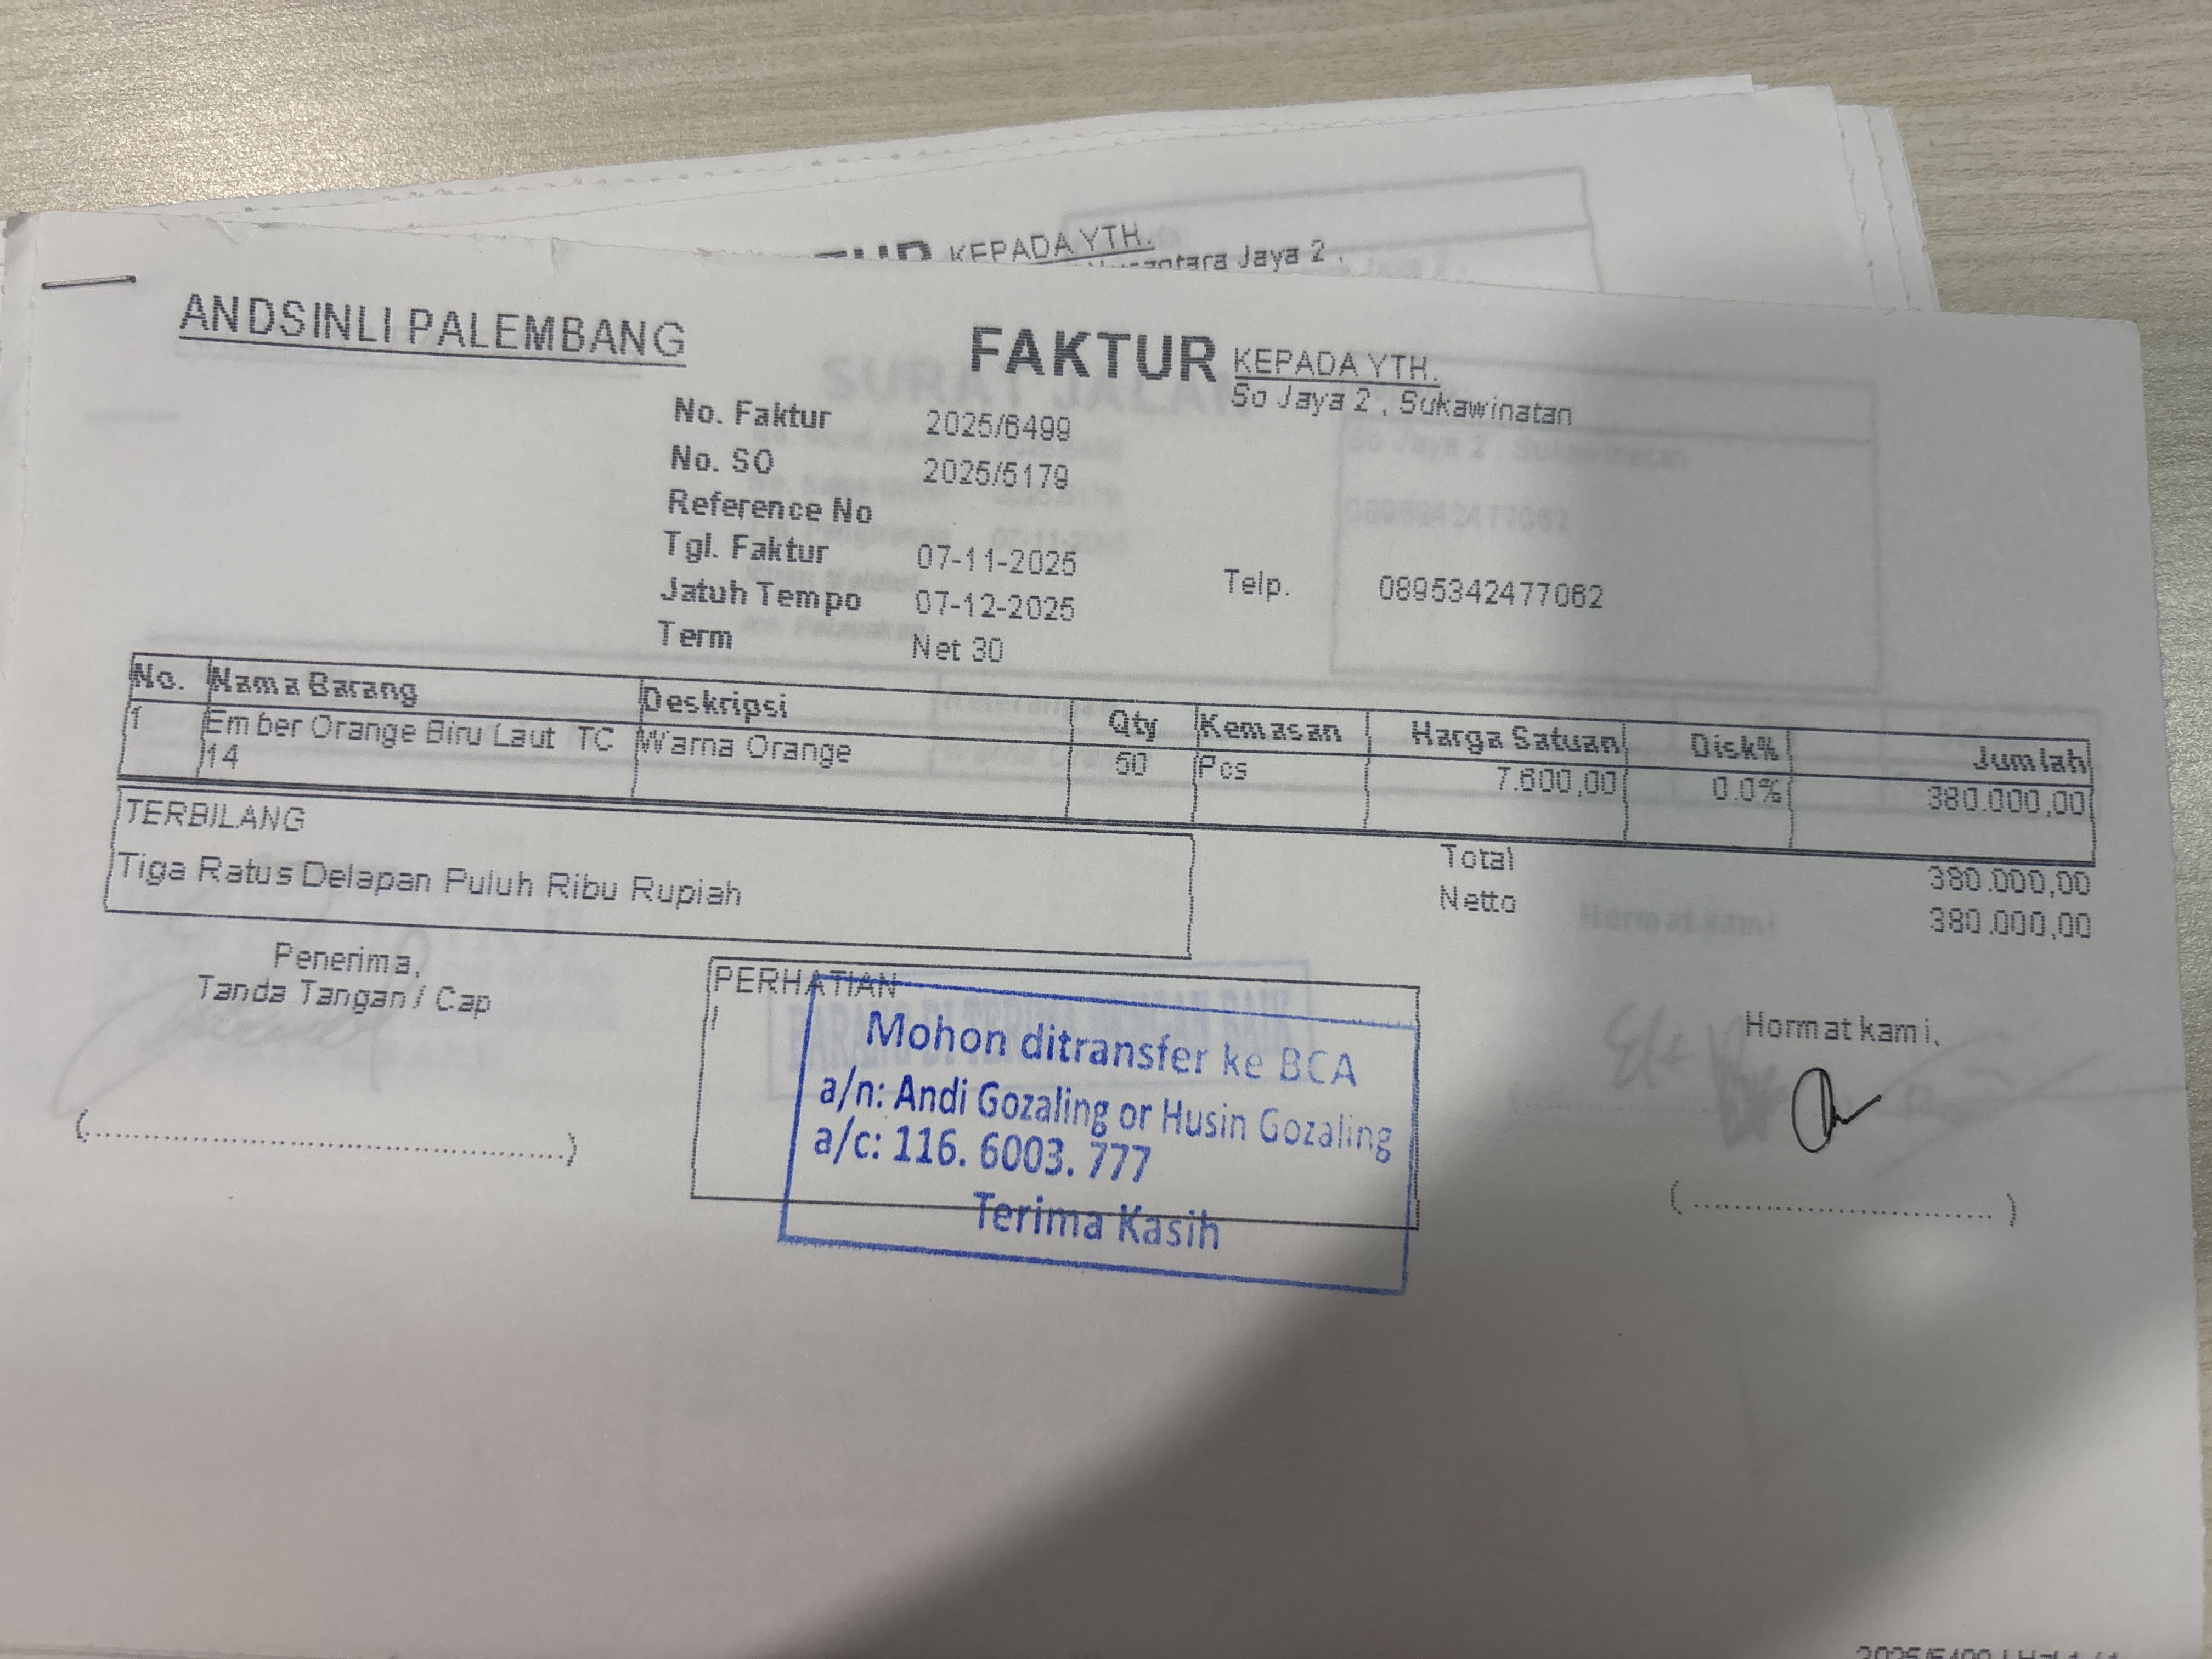 KEPADA YTH.
Jaya 2 ,
ANDSINLI PALEMBANG
FAKTUR
KEPADA YTH.
So Jaya 2 , Sukawinatan
No. Faktur 2025/6499
No. SO 2025/5179
Reference No
Tgl. Faktur 07-11-2025
Jatuh Tempo 07-12-2025
Term Net 30
Telp. 0895342477062
No. Nama Barang Deskripsi Qty Kemasan Harga Satuan Disk% Jumlah
1 Ember Orange Biru Laut TC 14 Warna Orange 50 Pcs 7.600,00 0.0% 380.000,00
TERBILANG
Tiga Ratus Delapan Puluh Ribu Rupiah
Total 380.000,00
Netto 380.000,00
Penerima,
Tanda Tangan / Cap
PERHATIAN
Mohon ditransfer ke BCA
a/n: Andi Gozaling or Husin Gozaling
a/c: 116. 6003. 777
Terima Kasih
Hormat kami,
(..............................................)
(..............................)